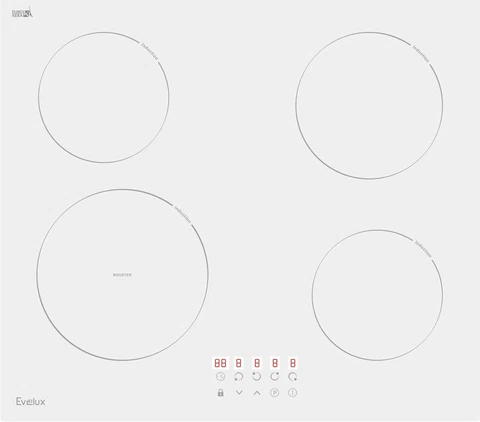 Induction
Induction
Induction
Induction
BOOSTER
88 8 8 8 8
P
Evelux